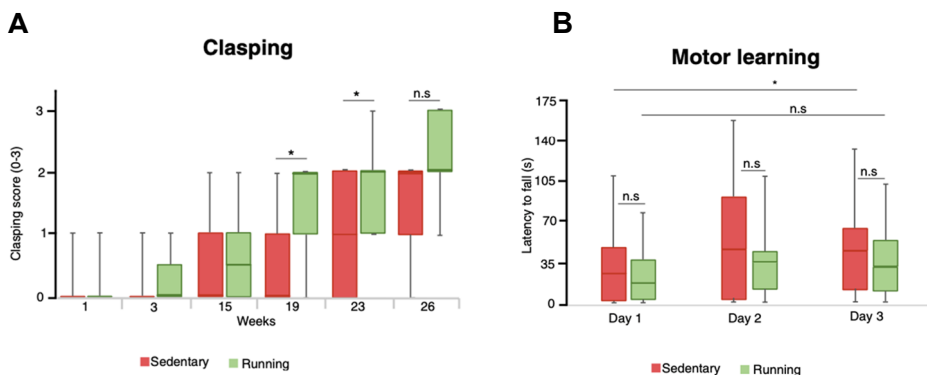 A
Clasping
Clasping score (0-3)
3
2
1
0
*
*
n.s
1 3 15 19 23 26
Weeks
Sedentary Running
B
Motor learning
Latency to fall (s)
175
140
105
70
35
0
*
n.s
n.s
n.s
n.s
Day 1 Day 2 Day 3
Sedentary Running